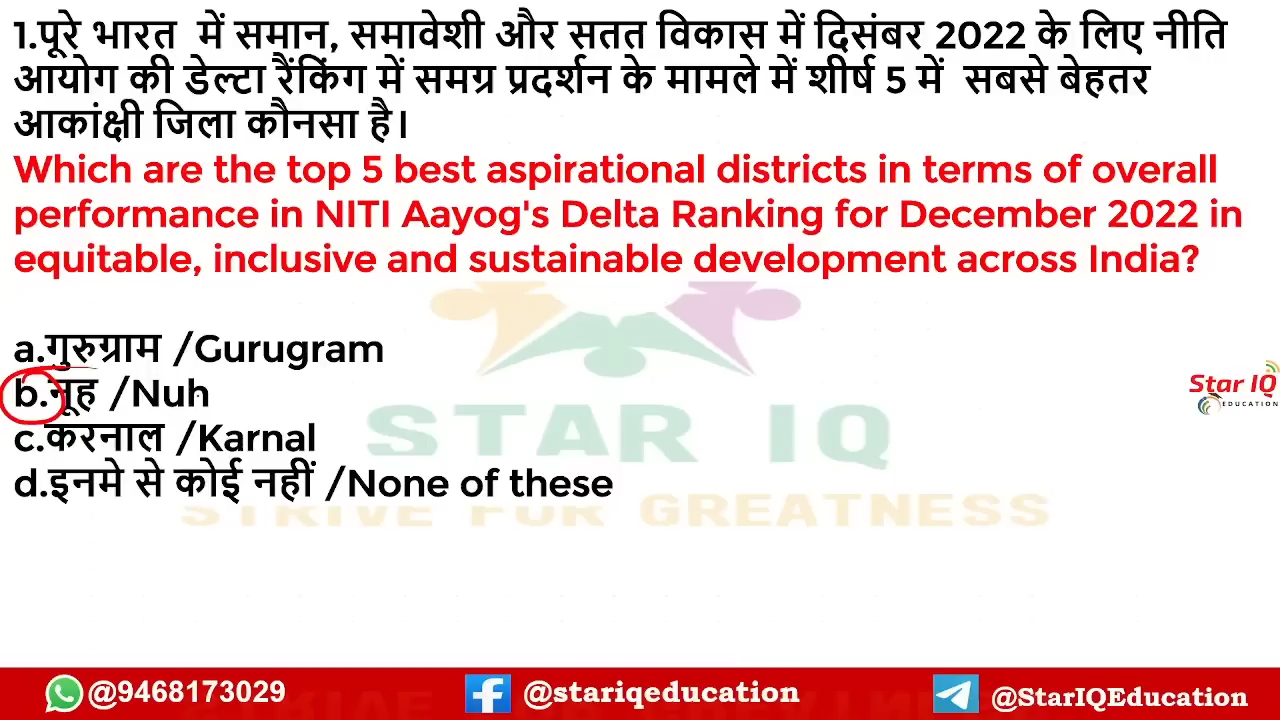 1.पूरे भारत में समान, समावेशी और सतत विकास में दिसंबर 2022 के लिए नीति
आयोग की डेल्टा रैंकिंग में समग्र प्रदर्शन के मामले में शीर्ष 5 में सबसे बेहतर
आकांक्षी जिला कौनसा है।
Which are the top 5 best aspirational districts in terms of overall
performance in NITI Aayog's Delta Ranking for December 2022 in
equitable, inclusive and sustainable development across India?
a.गुरुग्राम /Gurugram
b.नूह /Nuh
c.करनाल /Karnal
d.इनमे से कोई नहीं /None of these
STAR IQ
STRIVE FOR GREATNESS
Star IQ
EDUCATION
@9468173029
@stariqeducation
@StarIQEducation